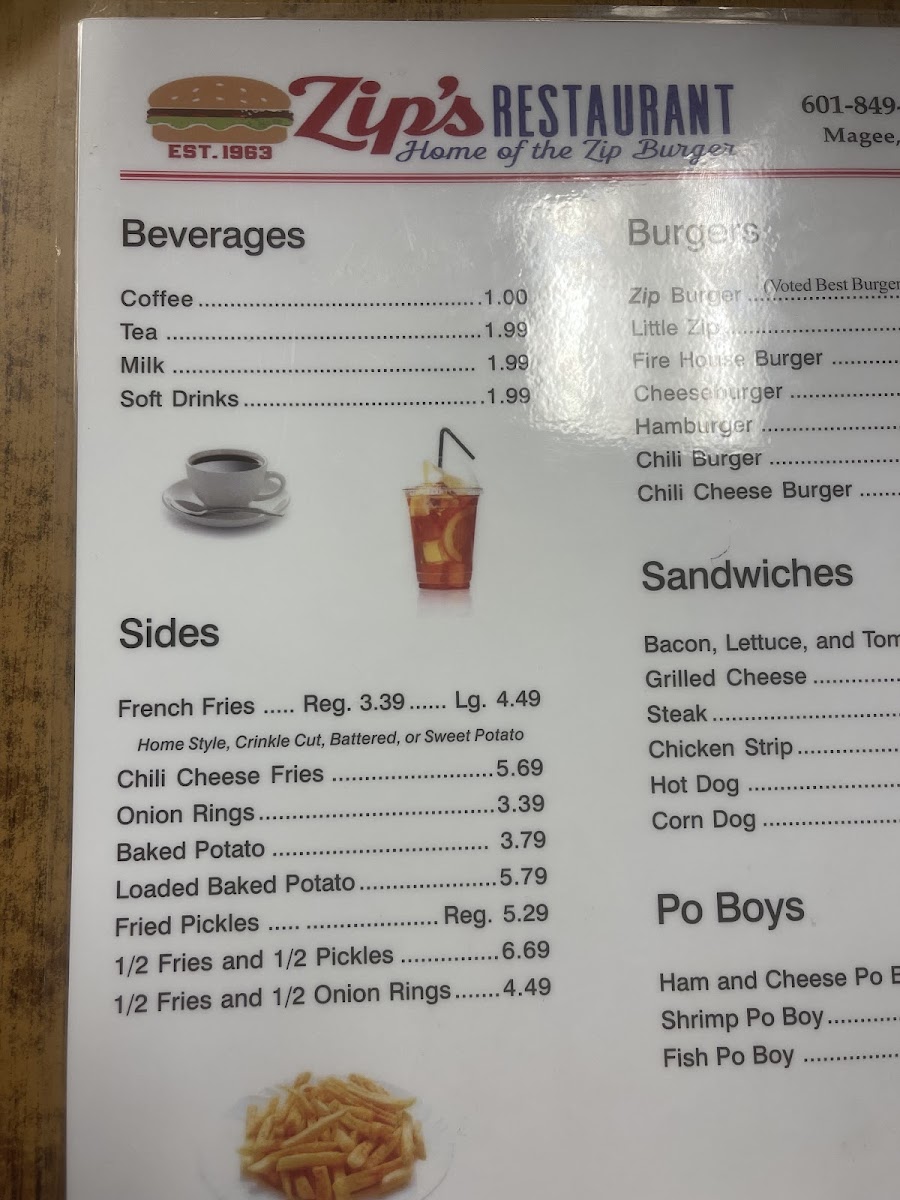 Zip's RESTAURANT
EST. 1963
Home of the Zip Burger
601-849-
Magee,
Beverages
Coffee ........ 1.00
Tea ........ 1.99
Milk ........ 1.99
Soft Drinks ........ 1.99
Sides
French Fries ..... Reg. 3.39 ...... Lg. 4.49
Home Style, Crinkle Cut, Battered, or Sweet Potato
Chili Cheese Fries ........ 5.69
Onion Rings ........ 3.39
Baked Potato ........ 3.79
Loaded Baked Potato ........ 5.79
Fried Pickles ..... ........ Reg. 5.29
1/2 Fries and 1/2 Pickles ........ 6.69
1/2 Fries and 1/2 Onion Rings ....... 4.49
Burgers
Zip Burger ........ (Voted Best Burger
Little Zip ........
Fire House Burger ........
Cheeseburger ........
Hamburger ........
Chili Burger ........
Chili Cheese Burger ......
Sandwiches
Bacon, Lettuce, and Tom
Grilled Cheese ........
Steak ........
Chicken Strip ........
Hot Dog ........
Corn Dog ........
Po Boys
Ham and Cheese Po B
Shrimp Po Boy ........
Fish Po Boy ........